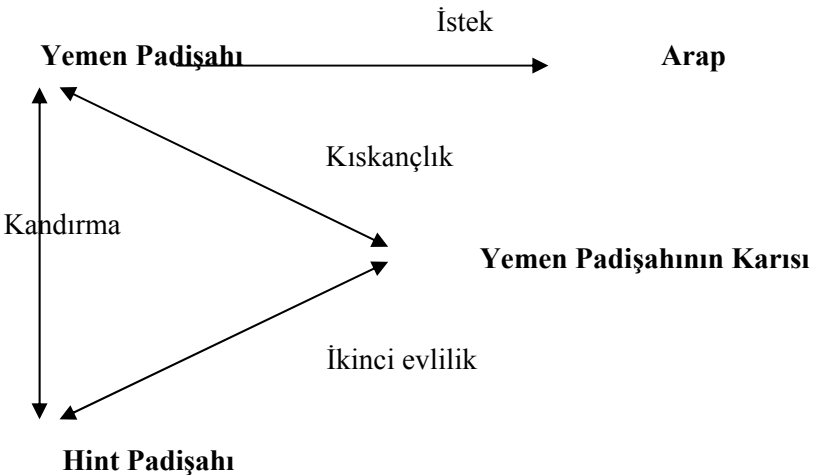 İstek
Yemen Padişahı Arap
Kıskançlık
Kandırma
Yemen Padişahının Karısı
İkinci evlilik
Hint Padişahı